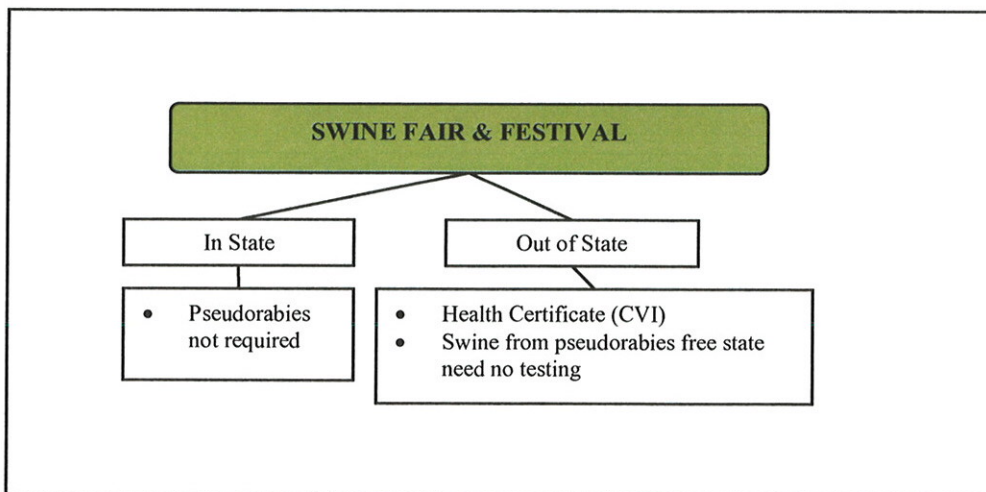 SWINE FAIR & FESTIVAL
In State
Out of State
• Pseudorabies
not required
• Health Certificate (CVI)
• Swine from pseudorabies free state
need no testing